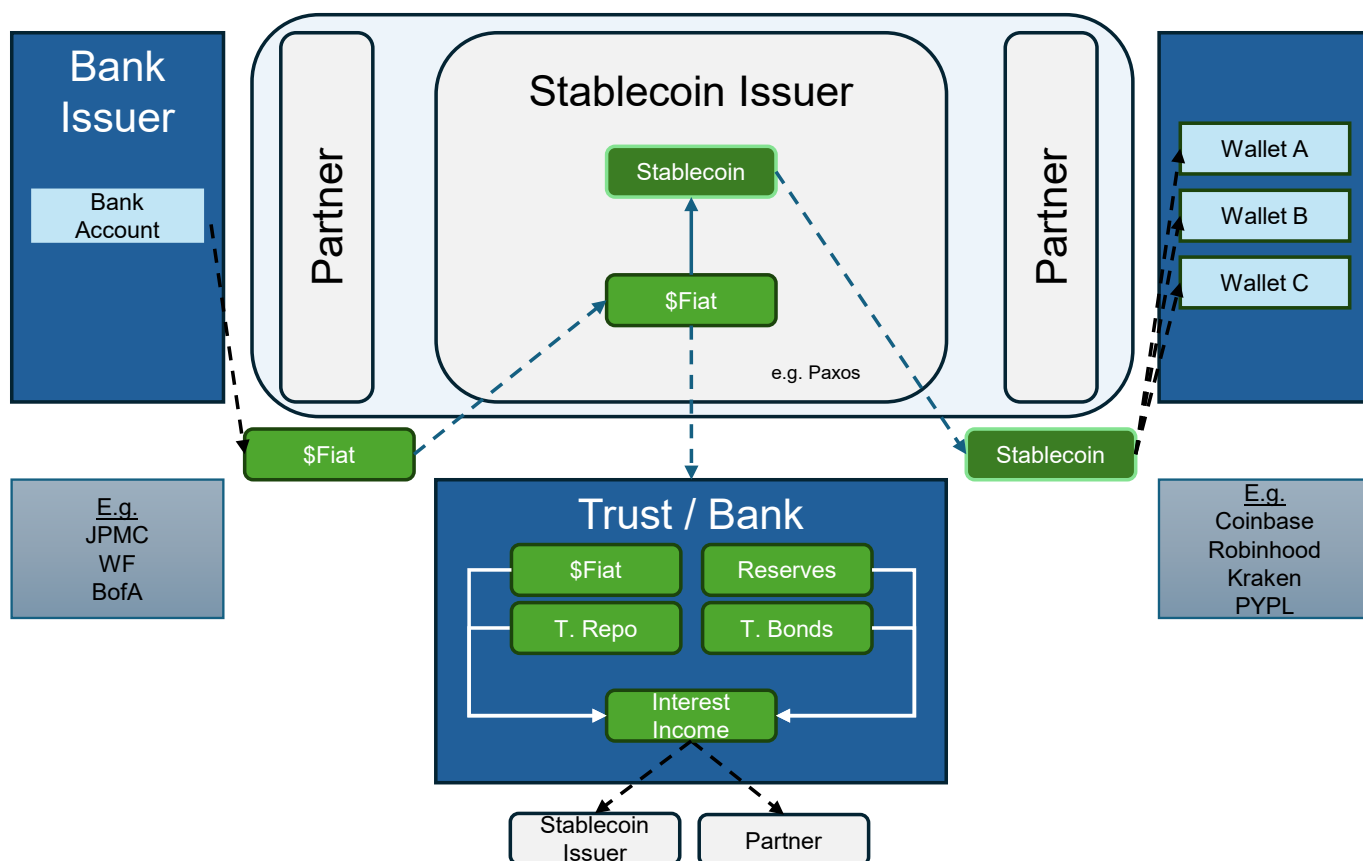 Bank
Issuer
Bank
Account
Partner
Stablecoin Issuer
Stablecoin
$Fiat
e.g. Paxos
Partner
Wallet A
Wallet B
Wallet C
$Fiat
Stablecoin
E.g.
JPMC
WF
BofA
Trust / Bank
$Fiat
Reserves
T. Repo
T. Bonds
Interest
Income
E.g.
Coinbase
Robinhood
Kraken
PYPL
Stablecoin
Issuer
Partner